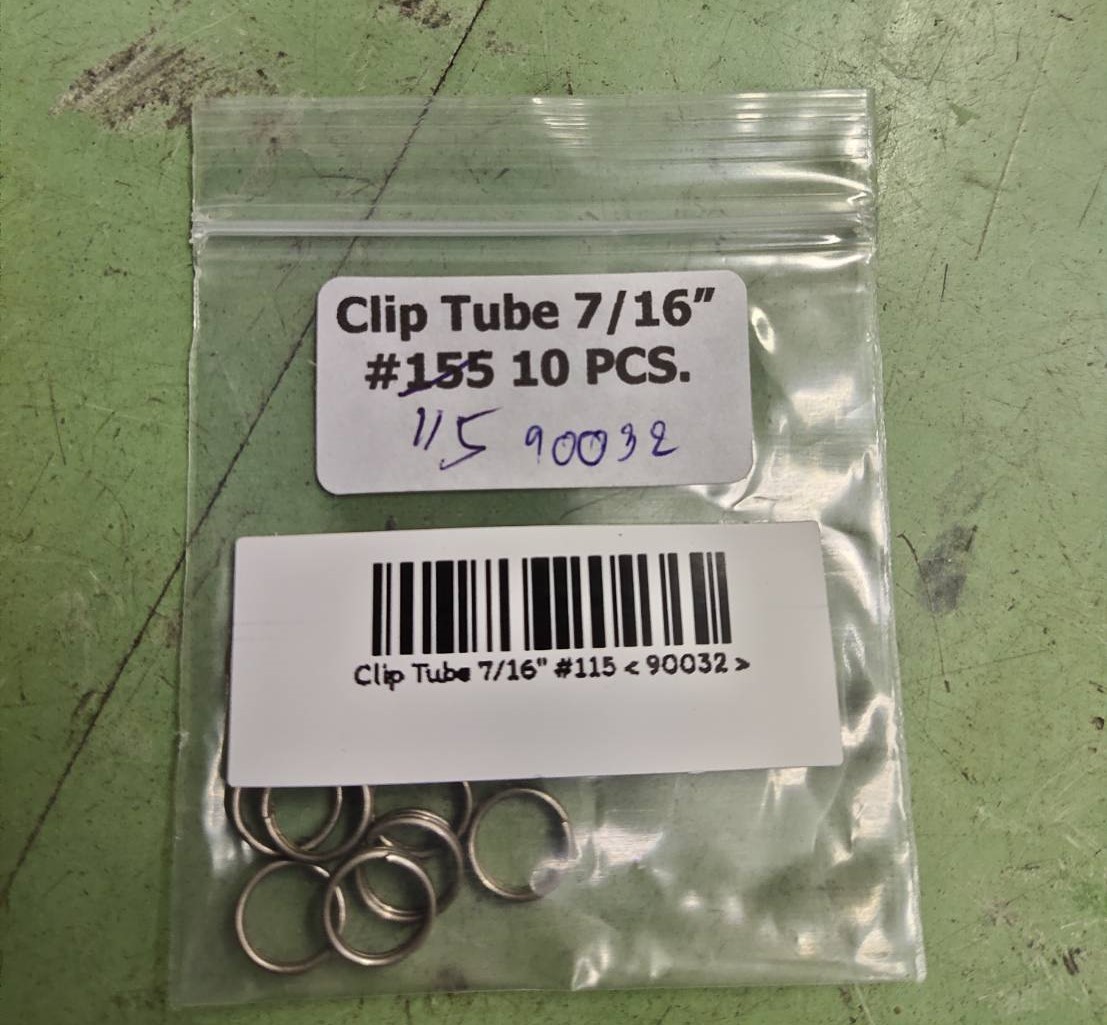 Clip Tube 7/16"
#155 10 PCS.
115 90032
Clip Tube 7/16" #115 < 90032 >